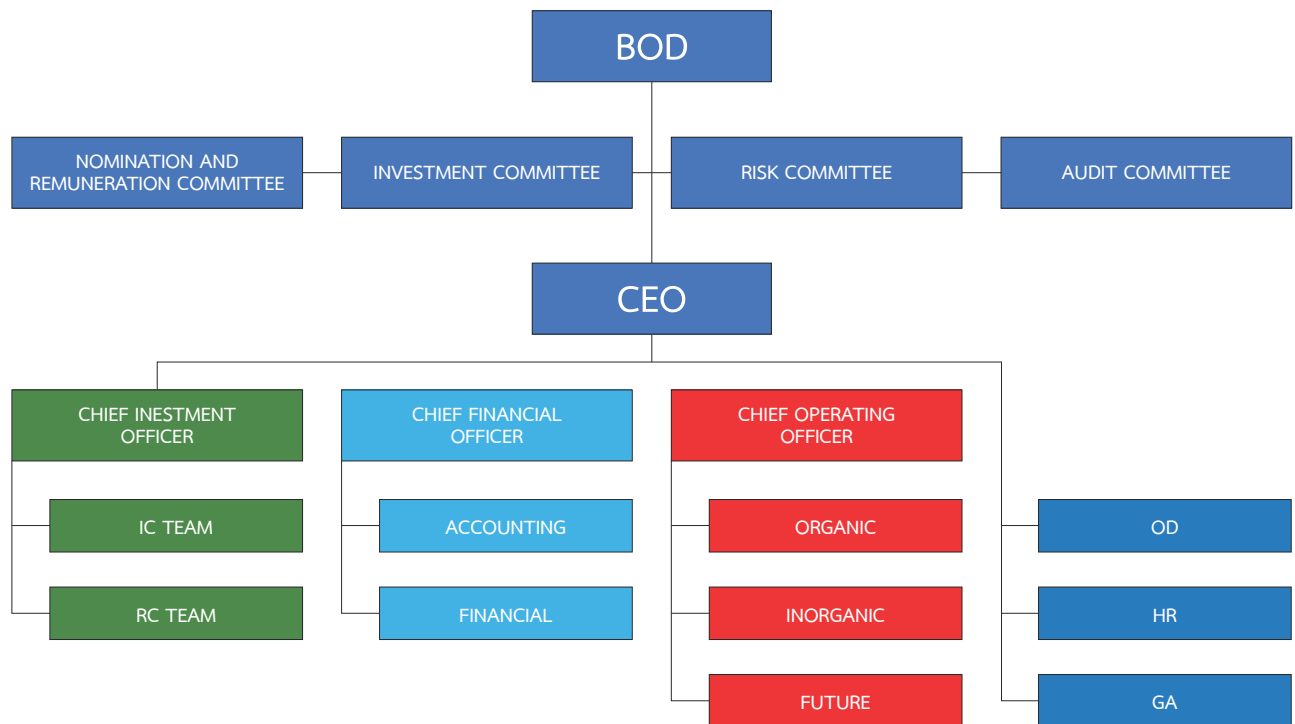 BOD
NOMINATION AND
REMUNERATION COMMITTEE
INVESTMENT COMMITTEE
RISK COMMITTEE
AUDIT COMMITTEE
CEO
CHIEF INESTMENT
OFFICER
CHIEF FINANCIAL
OFFICER
CHIEF OPERATING
OFFICER
IC TEAM
ACCOUNTING
ORGANIC
OD
RC TEAM
FINANCIAL
INORGANIC
HR
FUTURE
GA